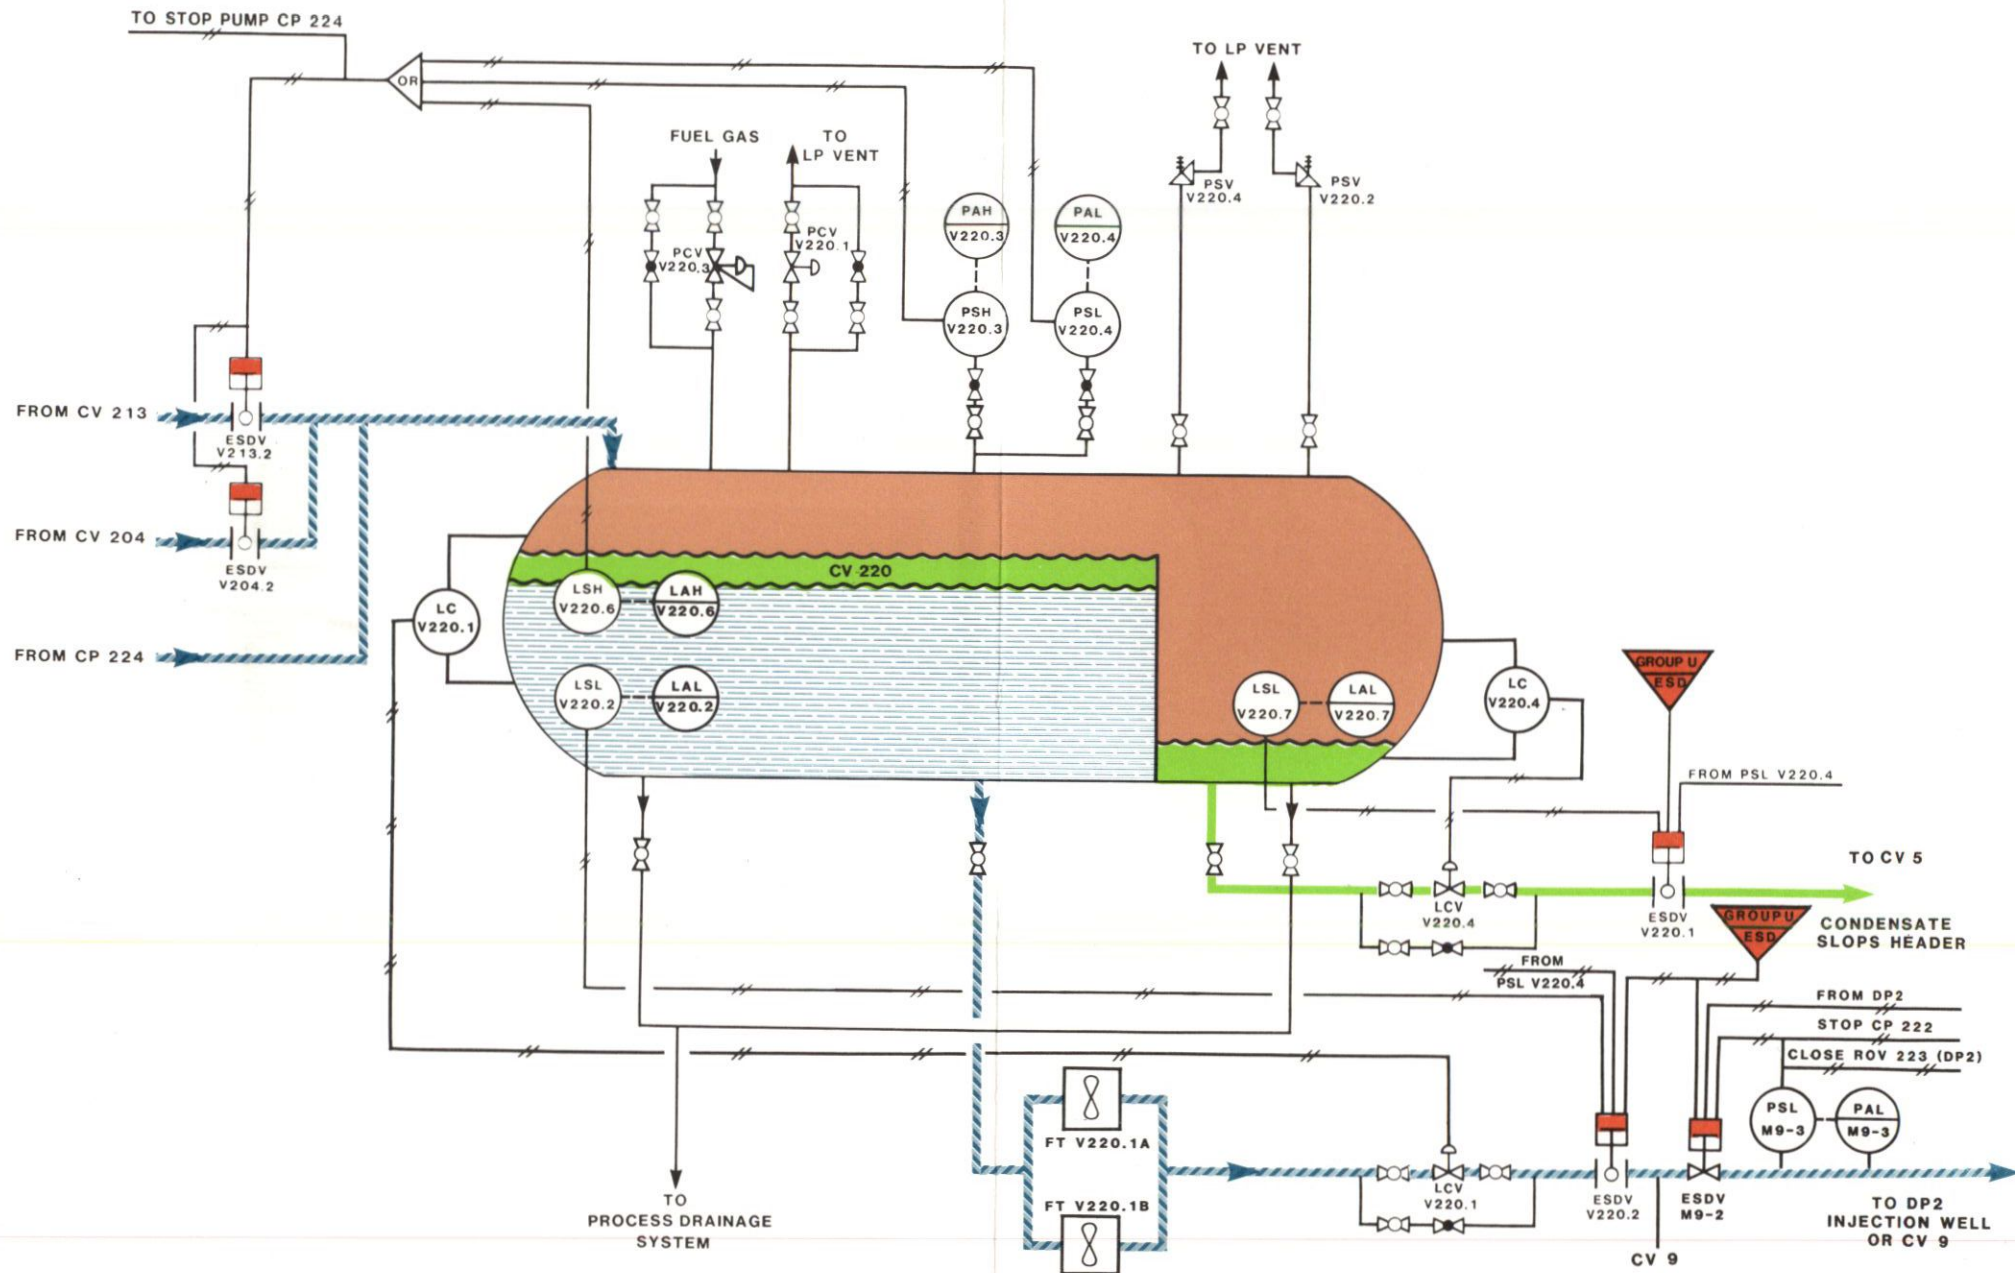 TO STOP PUMP CP 224
OR
TO LP VENT
FUEL GAS
TO
LP VENT
PCV
V220.3
PCV
V220.1
PAH
V220.3
PAL
V220.4
PSH
V220.3
PSL
V220.4
PSV
V220.4
PSV
V220.2
FROM CV 213
ESDV
V213.2
FROM CV 204
ESDV
V204.2
FROM CP 224
LC
V220.1
CV 220
LSH
V220.6
LAH
V220.6
LSL
V220.2
LAL
V220.2
LSL
V220.7
LAL
V220.7
LC
V220.4
GROUP U
ESD
FROM PSL V220.4
TO CV 5
LCV
V220.4
ESDV
V220.1
GROUP U
ESD
CONDENSATE
SLOPS HEADER
FROM
PSL V220.4
FROM DP2
STOP CP 222
CLOSE ROV 223 (DP2)
PSL
M9-3
PAL
M9-3
FT V220.1A
FT V220.1B
LCV
V220.1
ESDV
V220.2
ESDV
M9-2
CV 9
TO DP2
INJECTION WELL
OR CV 9
TO
PROCESS DRAINAGE
SYSTEM